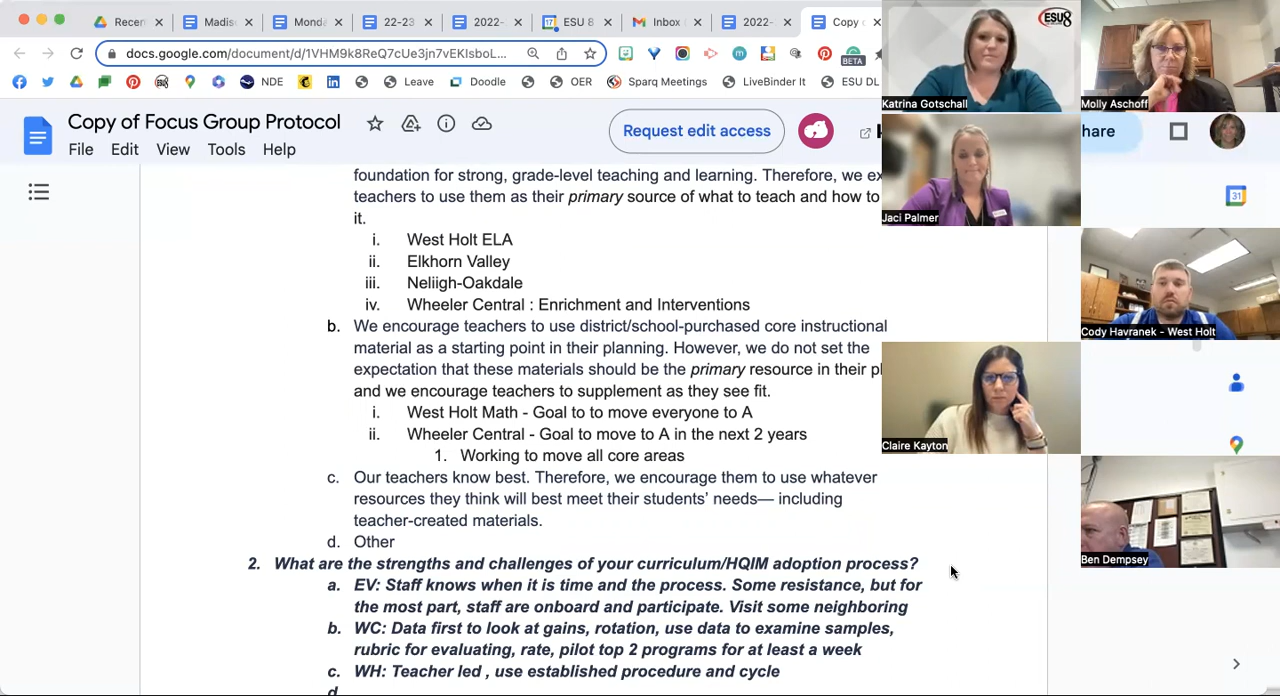 Recen
Madis
Mond
22-23
2022-
ESU 8
Inbox
2022-
Copy c
docs.google.com/document/d/1VHM9k8ReQ7cUe3jn7vEKlsboL...
BETA
NDE
Leave
Doodle
OER
Sparq Meetings
LiveBinder It
ESU DL
Copy of Focus Group Protocol
File Edit View Tools Help
Request edit access
hare
31
foundation for strong, grade-level teaching and learning. Therefore, we ex
teachers to use them as their primary source of what to teach and how to
it.
i. West Holt ELA
ii. Elkhorn Valley
iii. Neliigh-Oakdale
iv. Wheeler Central : Enrichment and Interventions
b. We encourage teachers to use district/school-purchased core instructional
material as a starting point in their planning. However, we do not set the
expectation that these materials should be the primary resource in their pl
and we encourage teachers to supplement as they see fit.
i. West Holt Math - Goal to to move everyone to A
ii. Wheeler Central - Goal to move to A in the next 2 years
1. Working to move all core areas
c. Our teachers know best. Therefore, we encourage them to use whatever
resources they think will best meet their students’ needs— including
teacher-created materials.
d. Other
2. What are the strengths and challenges of your curriculum/HQIM adoption process?
a. EV: Staff knows when it is time and the process. Some resistance, but for
the most part, staff are onboard and participate. Visit some neighboring
b. WC: Data first to look at gains, rotation, use data to examine samples,
rubric for evaluating, rate, pilot top 2 programs for at least a week
c. WH: Teacher led , use established procedure and cycle
d
ESU8
Katrina Gotschall
Molly Aschoff
Jaci Palmer
Cody Havranek - West Holt
Claire Kayton
Ben Dempsey